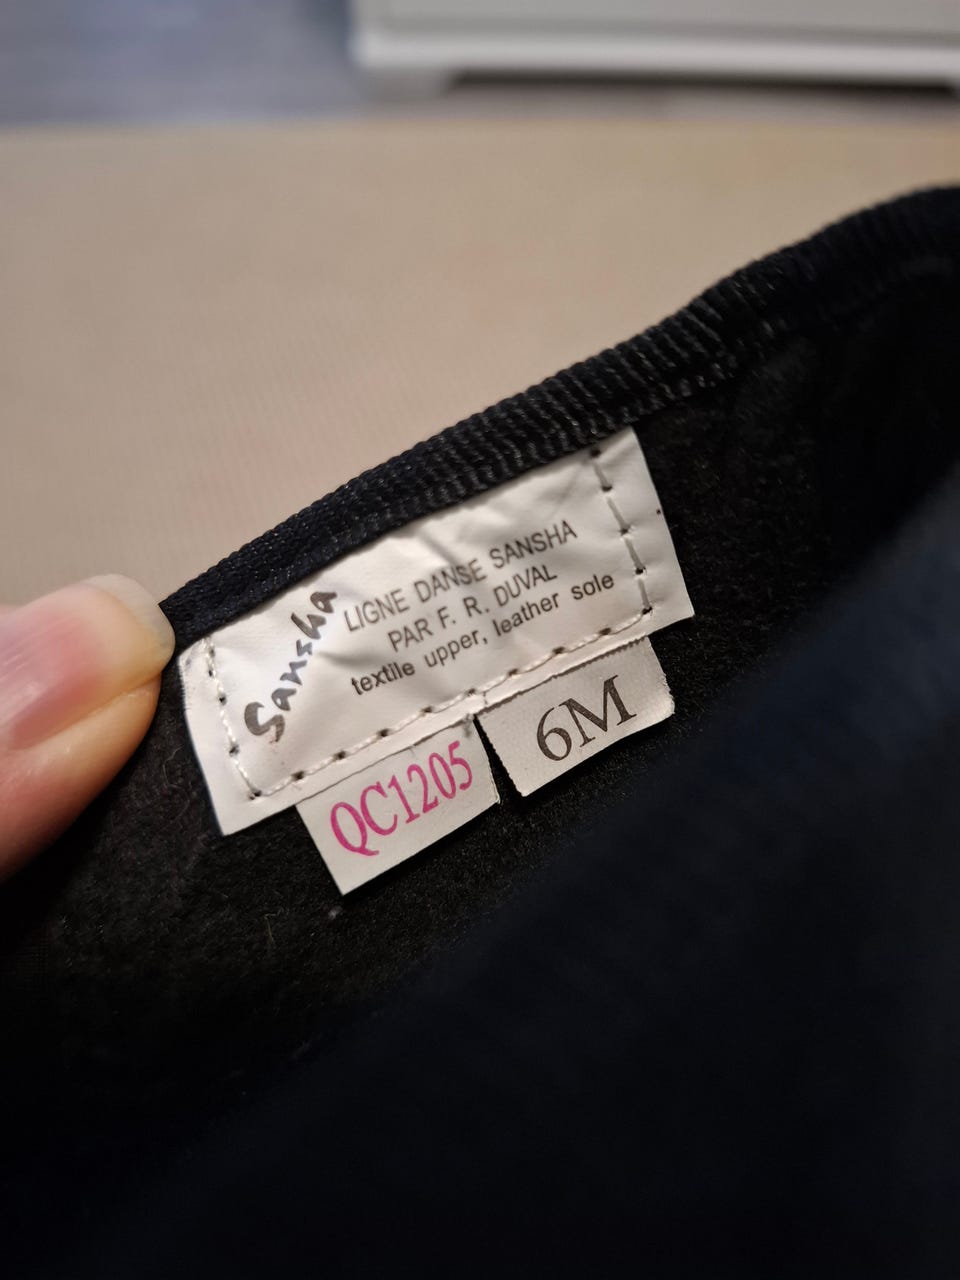 Sansha
LIGNE DANSE SANSHA
PAR F. R. DUVAL
textile upper, leather sole
QC1205
6M